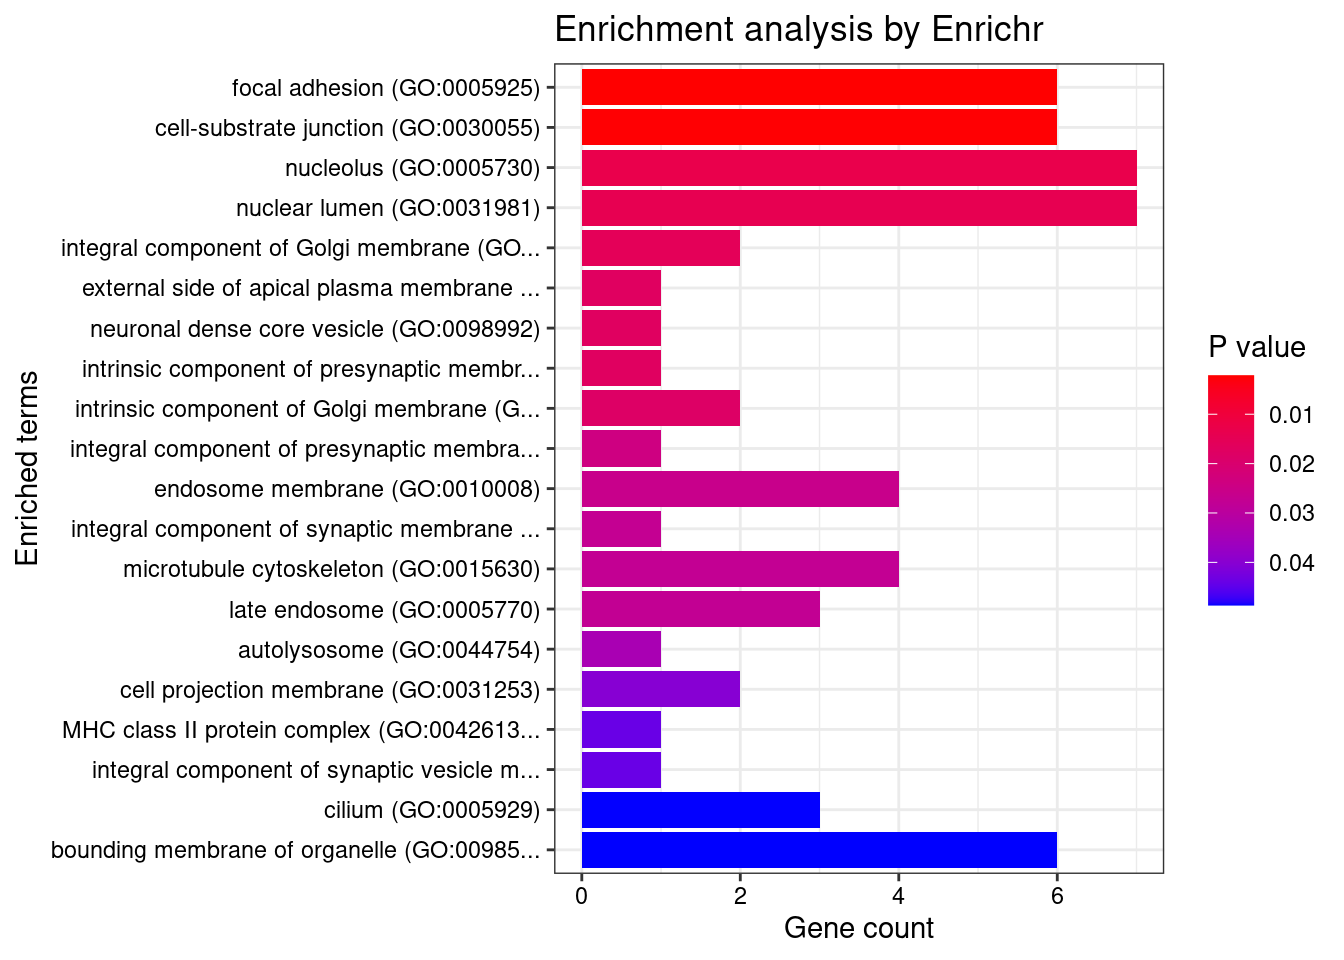 Enrichment analysis by Enrichr
focal adhesion (GO:0005925)
cell-substrate junction (GO:0030055)
nucleolus (GO:0005730)
nuclear lumen (GO:0031981)
integral component of Golgi membrane (GO...
external side of apical plasma membrane ...
neuronal dense core vesicle (GO:0098992)
intrinsic component of presynaptic membr...
intrinsic component of Golgi membrane (G...
integral component of presynaptic membra...
endosome membrane (GO:0010008)
integral component of synaptic membrane ...
microtubule cytoskeleton (GO:0015630)
late endosome (GO:0005770)
autolysosome (GO:0044754)
cell projection membrane (GO:0031253)
MHC class II protein complex (GO:0042613...
integral component of synaptic vesicle m...
cilium (GO:0005929)
bounding membrane of organelle (GO:00985...
Enriched terms
0 2 4 6
Gene count
P value
0.01
0.02
0.03
0.04